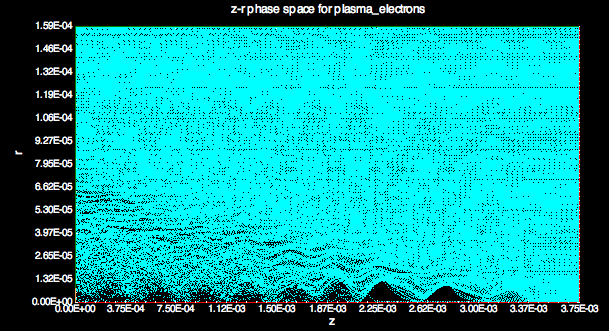 z-r phase space for plasma_electrons
1.59E-04
1.46E-04
1.32E-04
1.19E-04
1.06E-04
9.27E-05
7.95E-05
6.62E-05
5.30E-05
3.97E-05
2.65E-05
1.32E-05
0.00E+00
r
0.00E+00 3.75E-04 7.50E-04 1.12E-03 1.50E-03 1.87E-03 2.25E-03 2.62E-03 3.00E-03 3.37E-03 3.75E-03
z